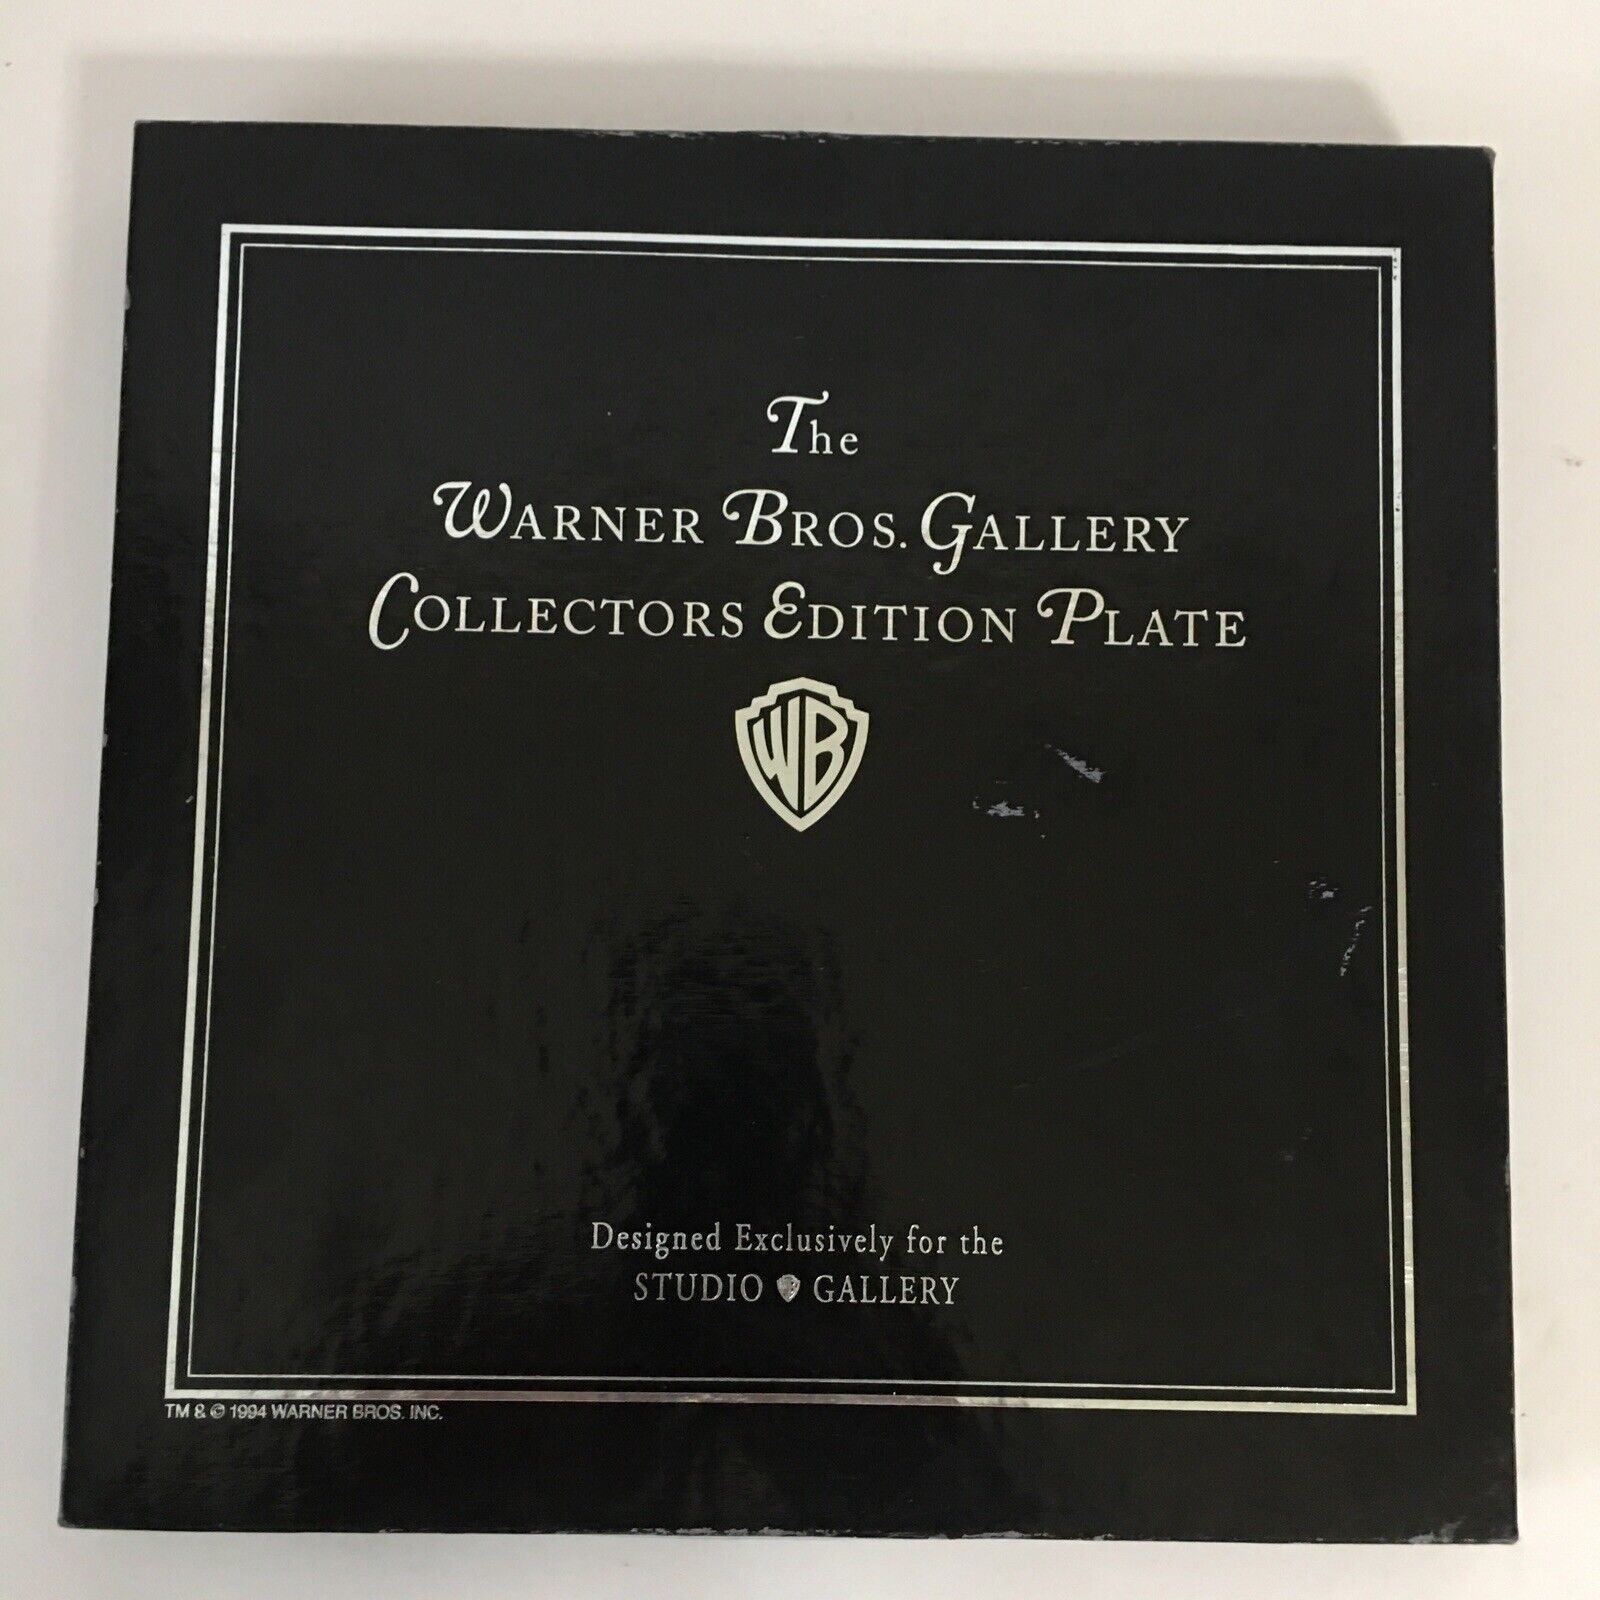 The
Warner Bros. Gallery
Collectors Edition Plate
WB
Designed Exclusively for the
STUDIO GALLERY
TM & © 1994 WARNER BROS. INC.